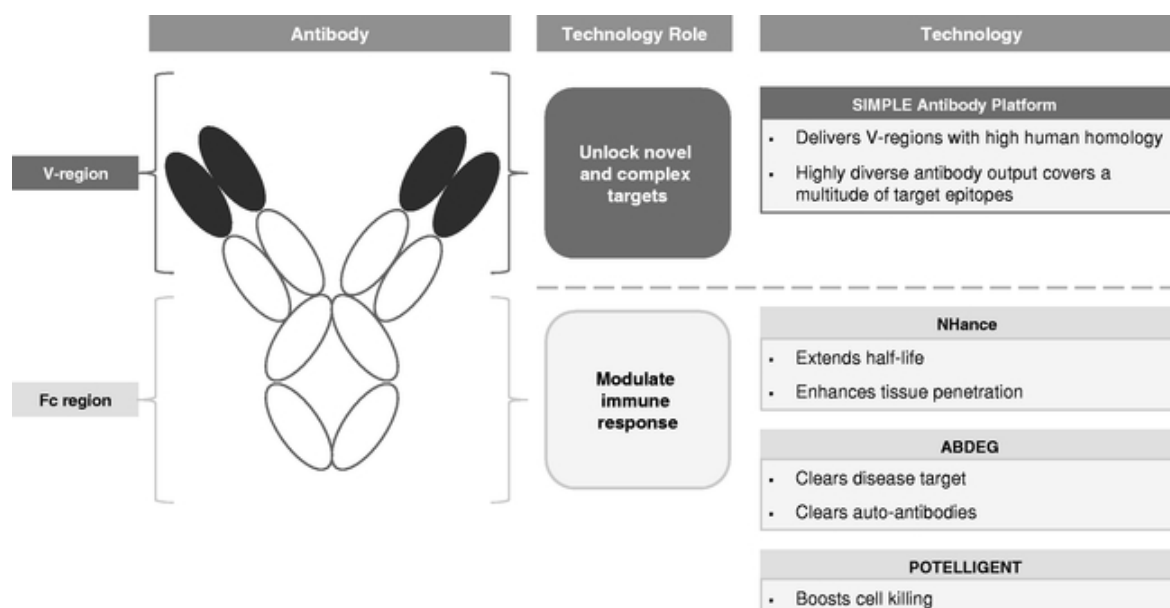 Antibody
Technology Role
Technology
V-region
Unlock novel
and complex
targets
SIMPLE Antibody Platform
▪ Delivers V-regions with high human homology
▪ Highly diverse antibody output covers a
multitude of target epitopes
Fc region
Modulate
immune
response
NHance
▪ Extends half-life
▪ Enhances tissue penetration
ABDEG
▪ Clears disease target
▪ Clears auto-antibodies
POTELLIGENT
▪ Boosts cell killing